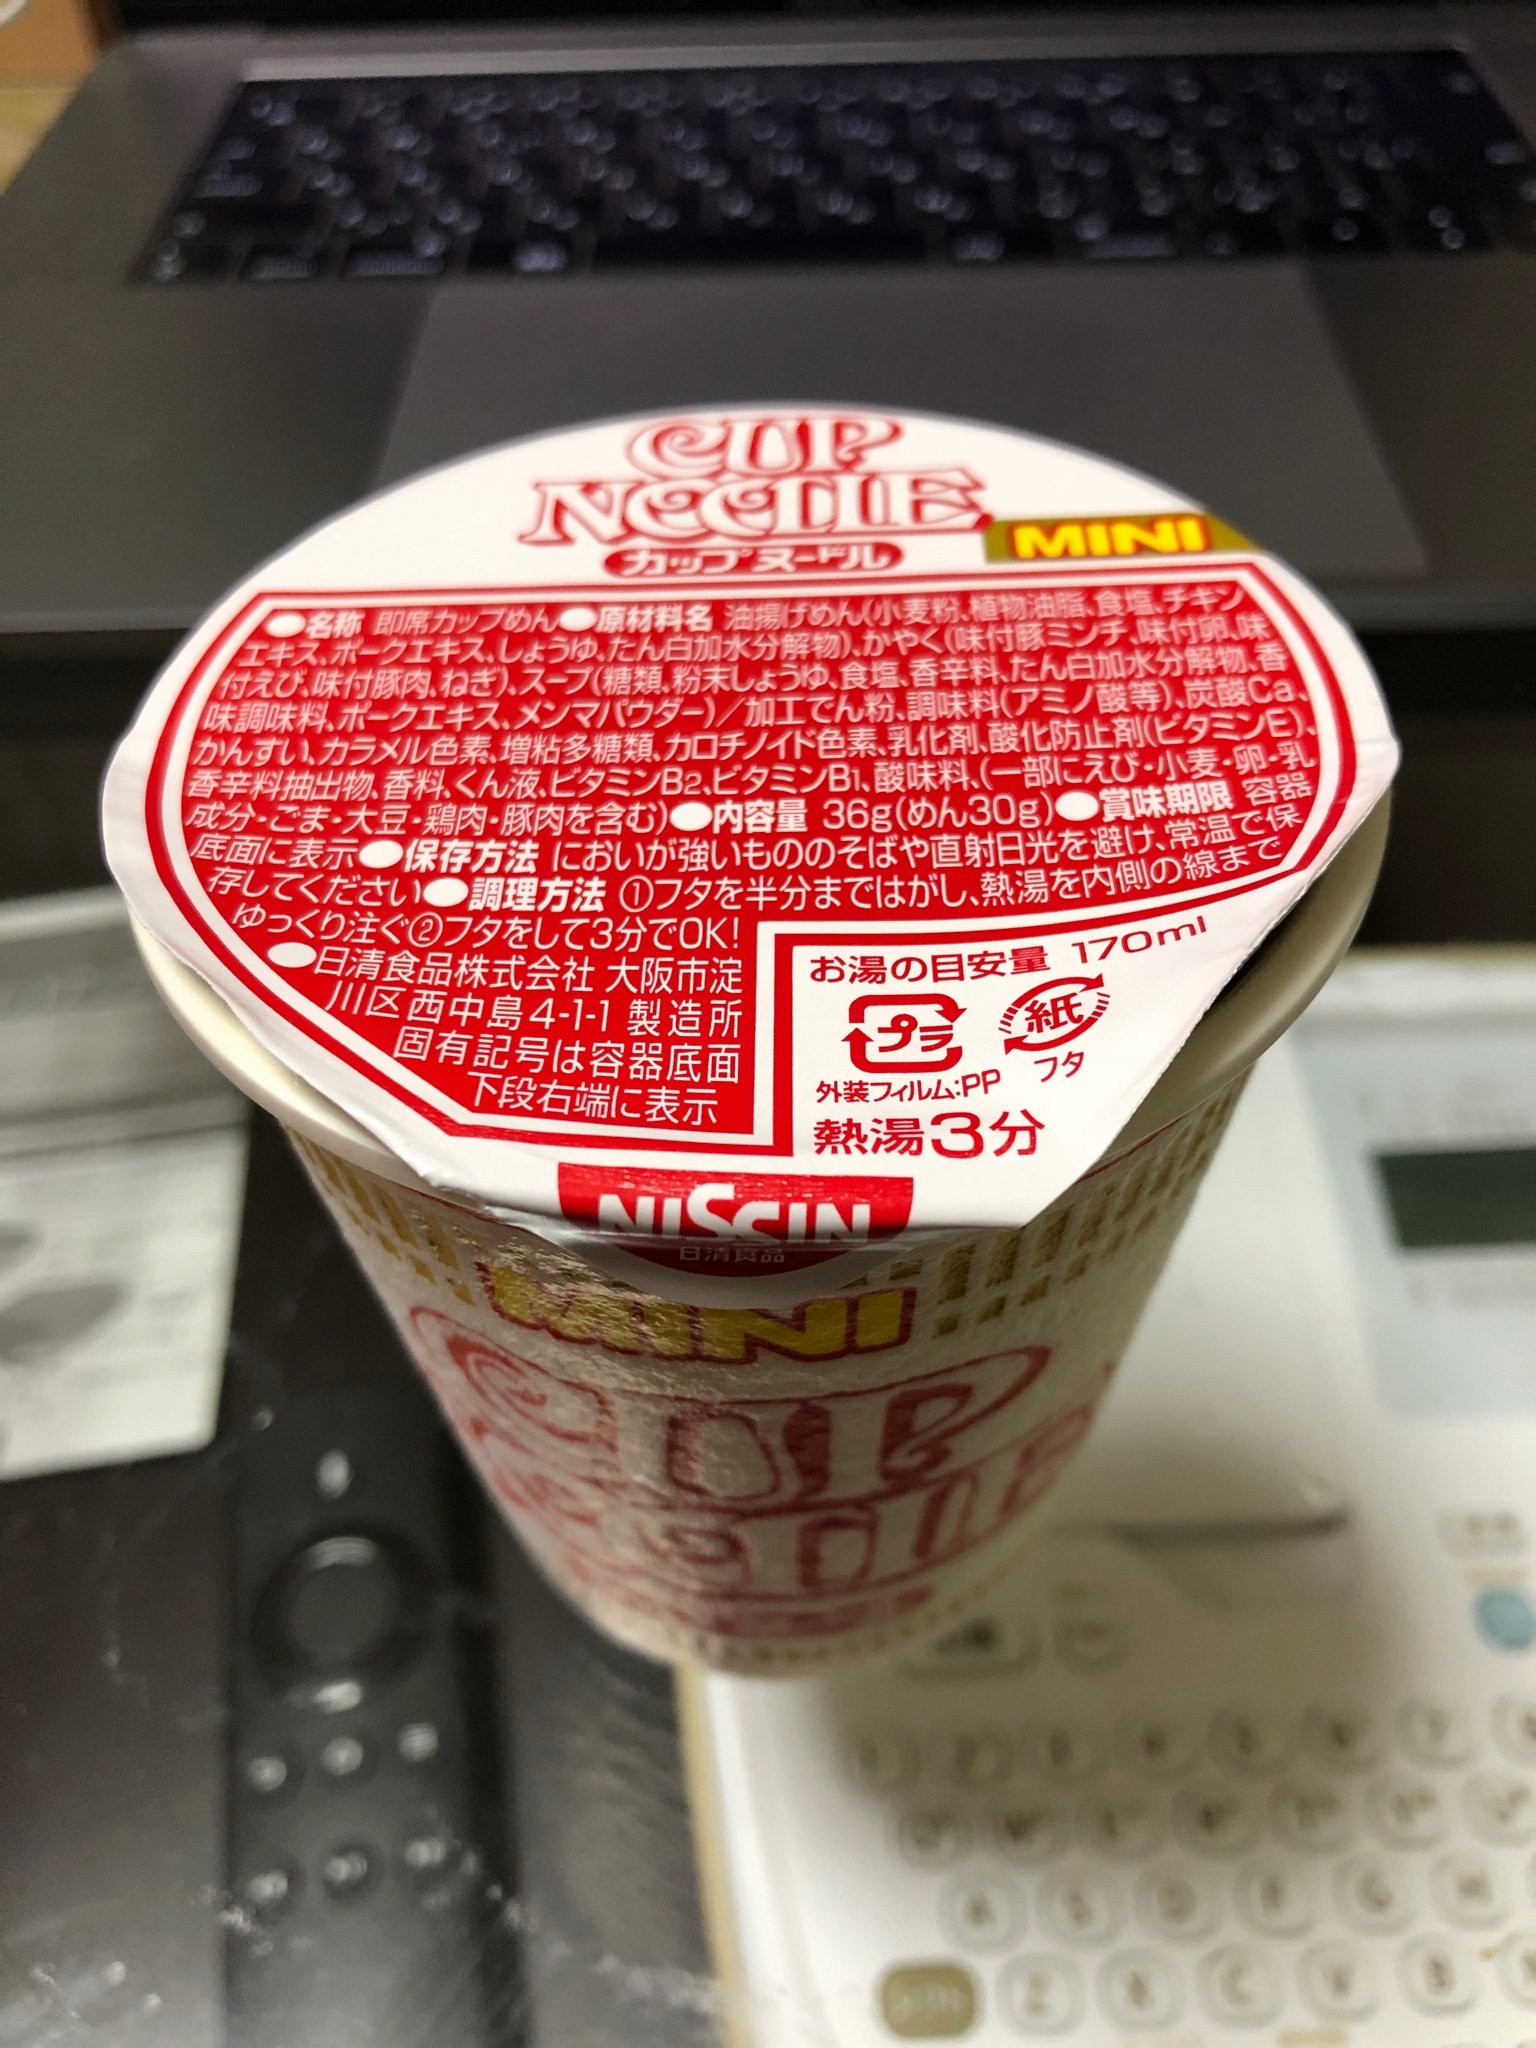 CUP
NOODLE
カップヌードル
MINI
●名称 即席カップめん●原材料名 油揚げめん(小麦粉、植物油脂、食塩、チキン
エキス、ポークエキス、しょうゆ、たん白加水分解物)、かやく(味付豚ミンチ、味付卵、味
付えび、味付豚肉、ねぎ)、スープ(糖類、粉末しょうゆ、食塩、香辛料、たん白加水分解物、香
味調味料、ポークエキス、メンマパウダー)/加工でん粉、調味料(アミノ酸等)、炭酸Ca、
かんすい、カラメル色素、増粘多糖類、カロチノイド色素、乳化剤、酸化防止剤(ビタミンE)、
香辛料抽出物、香料、くん液、ビタミンB2、ビタミンB1、酸味料、(一部にえび・小麦・卵・乳
成分・ごま・大豆・鶏肉・豚肉を含む)●内容量 36g(めん30g)●賞味期限 容器
底面に表示●保存方法 においが強いもののそばや直射日光を避け、常温で保
存してください●調理方法 ①フタを半分まではがし、熱湯を内側の線まで
ゆっくり注ぐ②フタをして3分でOK!
●日清食品株式会社 大阪市淀
川区西中島4-1-1 製造所
固有記号は容器底面
下段右端に表示
お湯の目安量 170ml
プラ
紙
外装フィルム:PP
フタ
熱湯3分
NISSIN
日清食品
MINI
CUP